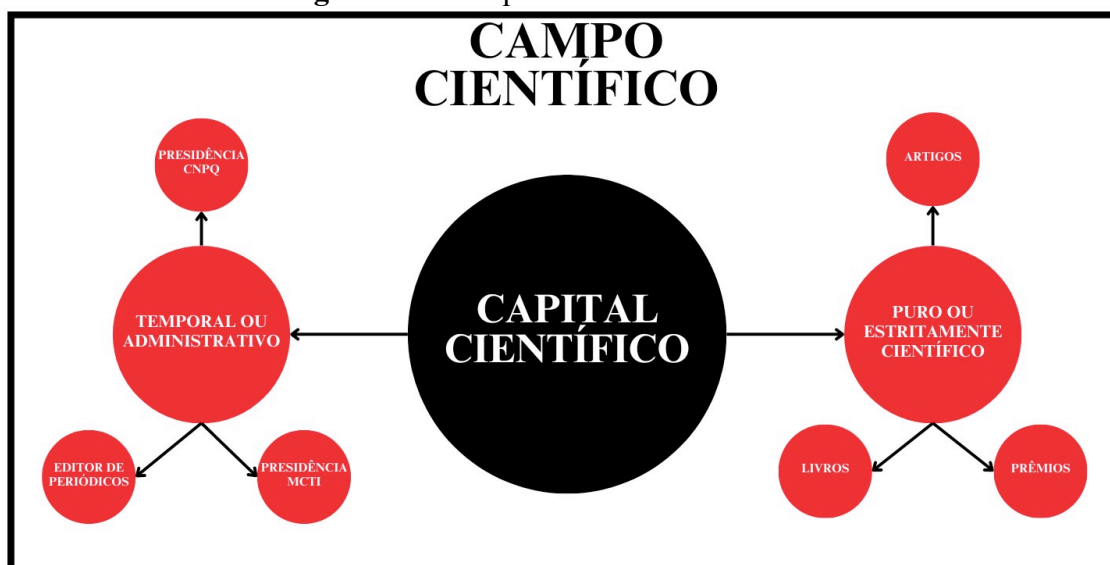 CAMPO
CIENTÍFICO
PRESIDÊNCIA
CNPQ
ARTIGOS
TEMPORAL OU
ADMINISTRATIVO
CAPITAL
CIENTÍFICO
PURO OU
ESTRITAMENTE
CIENTÍFICO
EDITOR DE
PERIÓDICOS
PRESIDÊNCIA
MCTI
LIVROS
PRÊMIOS